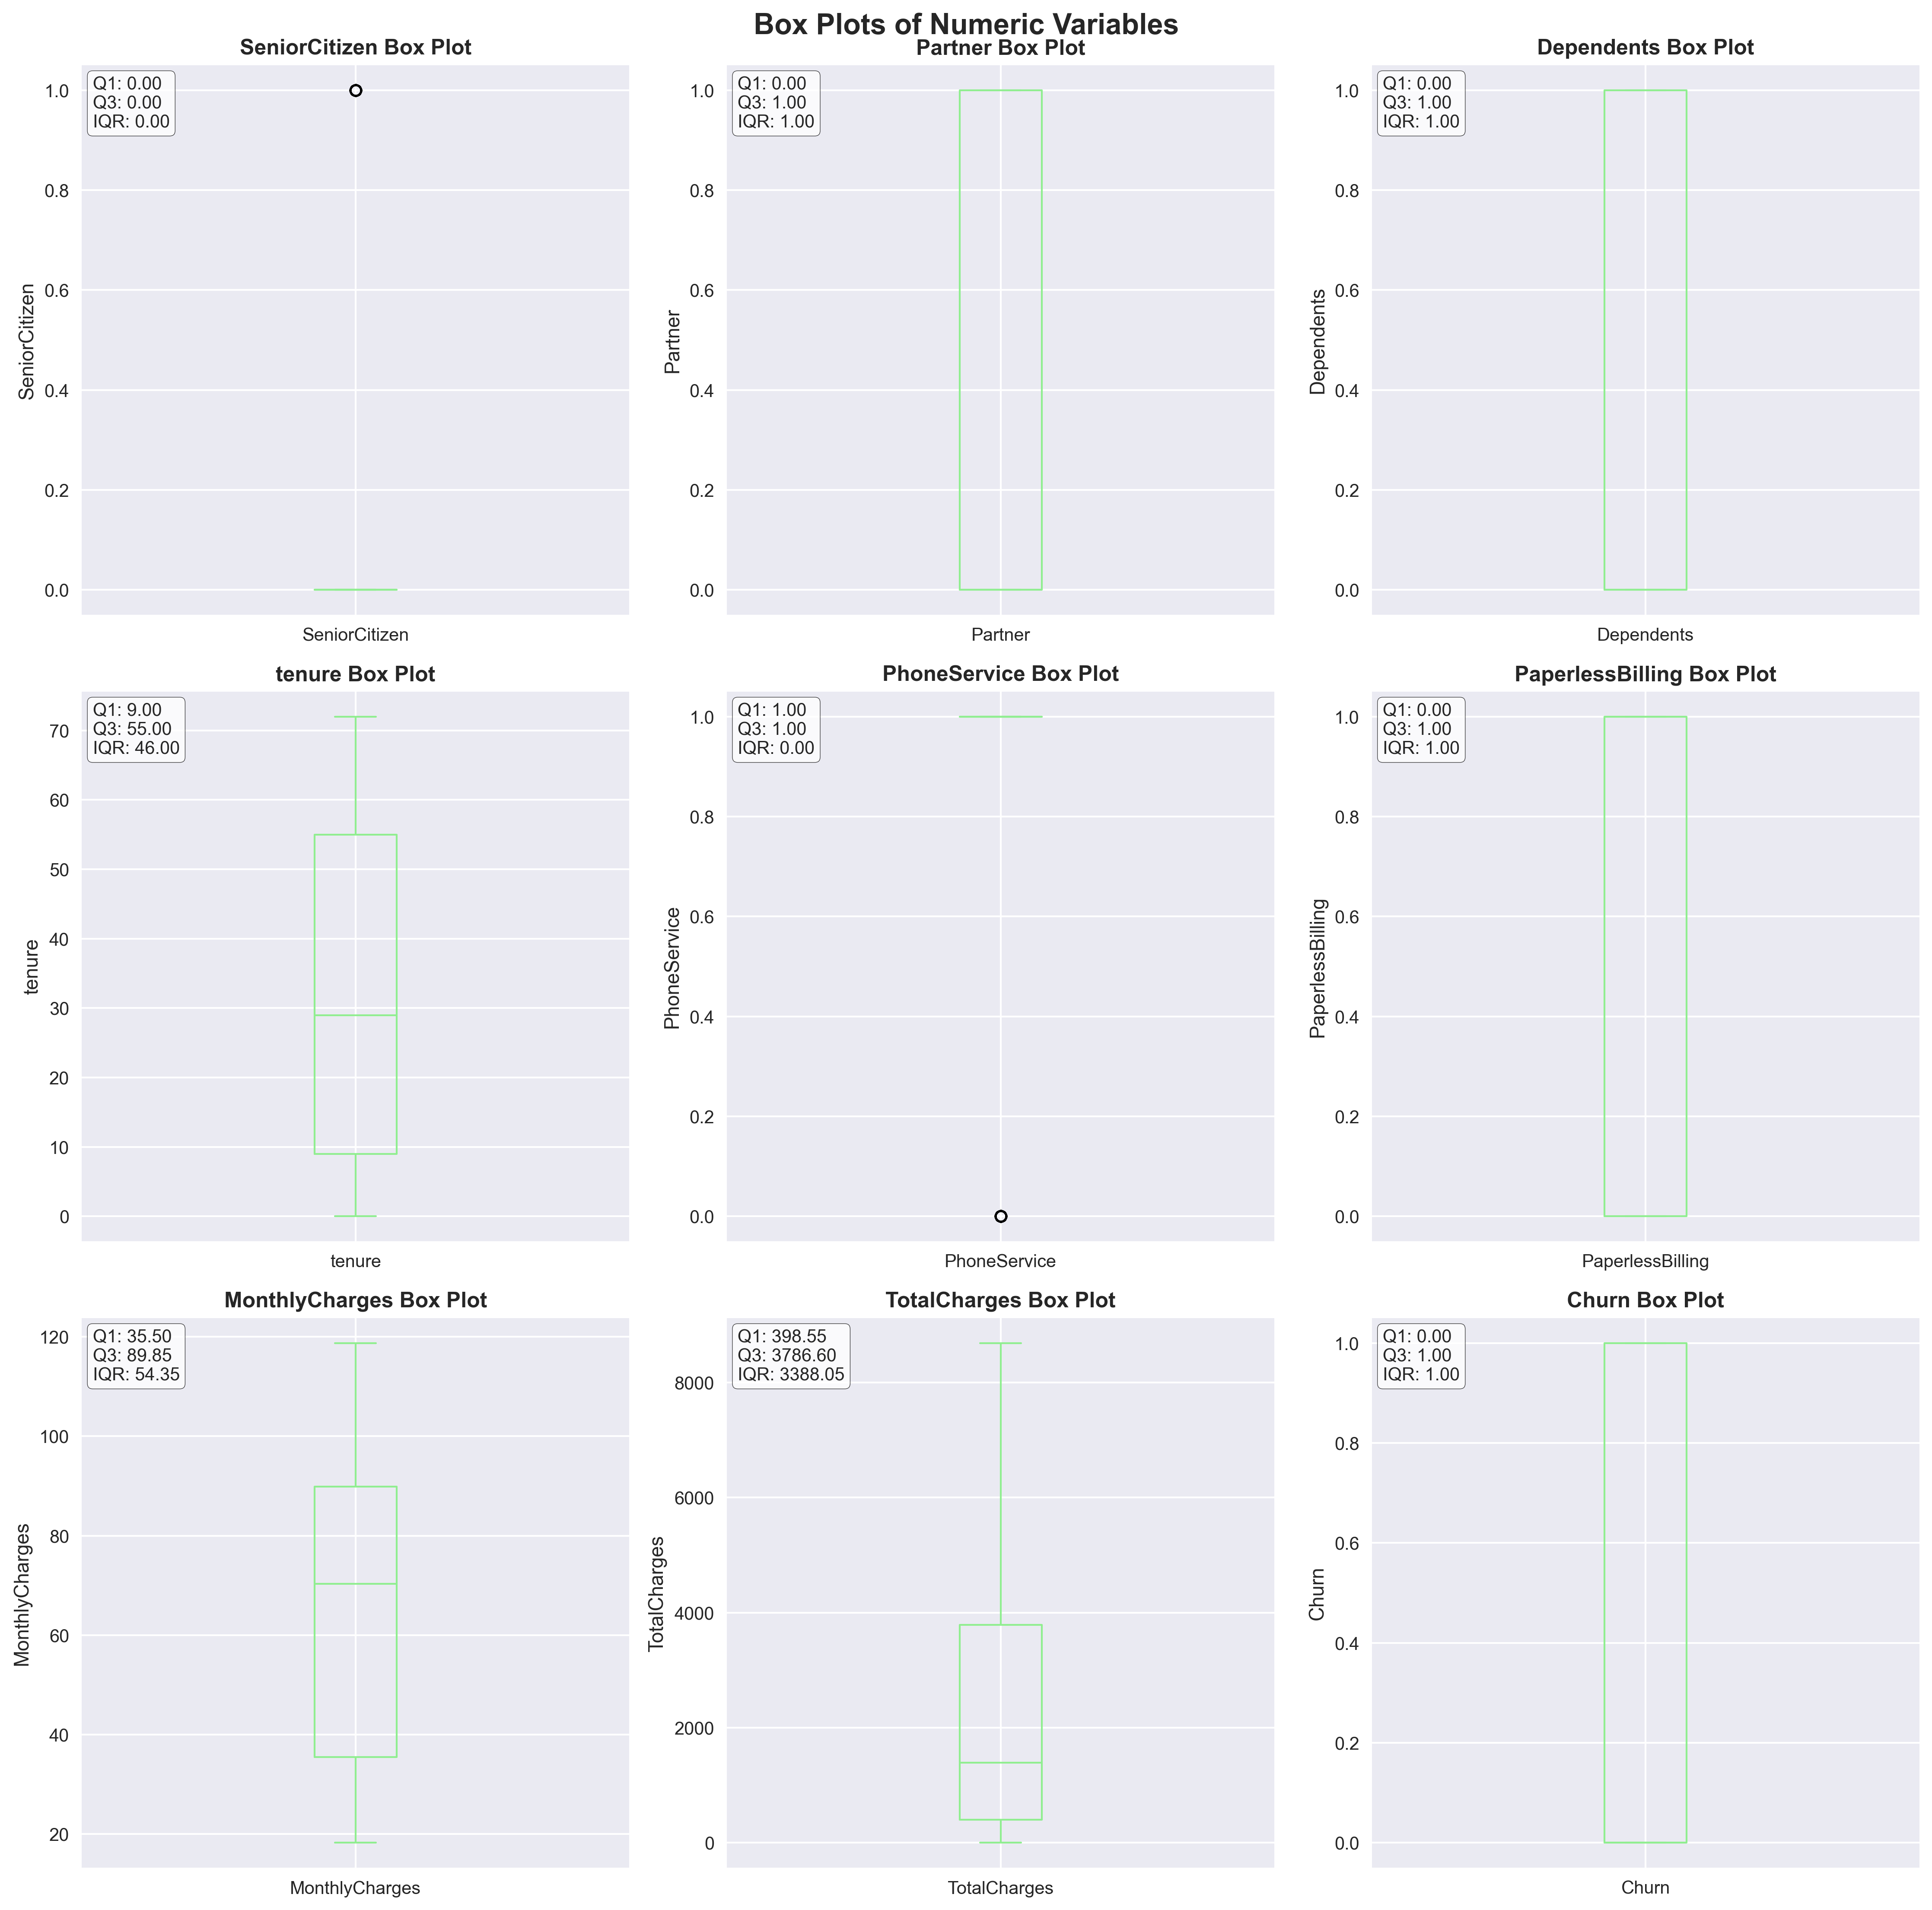 Box Plots of Numeric Variables
SeniorCitizen Box Plot
Q1: 0.00
Q3: 0.00
IQR: 0.00
1.0
0.8
0.6
0.4
0.2
0.0
SeniorCitizen
SeniorCitizen
Partner Box Plot
Q1: 0.00
Q3: 1.00
IQR: 1.00
1.0
0.8
0.6
0.4
0.2
0.0
Partner
Partner
Dependents Box Plot
Q1: 0.00
Q3: 1.00
IQR: 1.00
1.0
0.8
0.6
0.4
0.2
0.0
Dependents
Dependents
tenure Box Plot
Q1: 9.00
Q3: 55.00
IQR: 46.00
70
60
50
40
30
20
10
0
tenure
tenure
PhoneService Box Plot
Q1: 1.00
Q3: 1.00
IQR: 0.00
1.0
0.8
0.6
0.4
0.2
0.0
PhoneService
PhoneService
PaperlessBilling Box Plot
Q1: 0.00
Q3: 1.00
IQR: 1.00
1.0
0.8
0.6
0.4
0.2
0.0
PaperlessBilling
PaperlessBilling
MonthlyCharges Box Plot
Q1: 35.50
Q3: 89.85
IQR: 54.35
120
100
80
60
40
20
MonthlyCharges
MonthlyCharges
TotalCharges Box Plot
Q1: 398.55
Q3: 3786.60
IQR: 3388.05
8000
6000
4000
2000
0
TotalCharges
TotalCharges
Churn Box Plot
Q1: 0.00
Q3: 1.00
IQR: 1.00
1.0
0.8
0.6
0.4
0.2
0.0
Churn
Churn